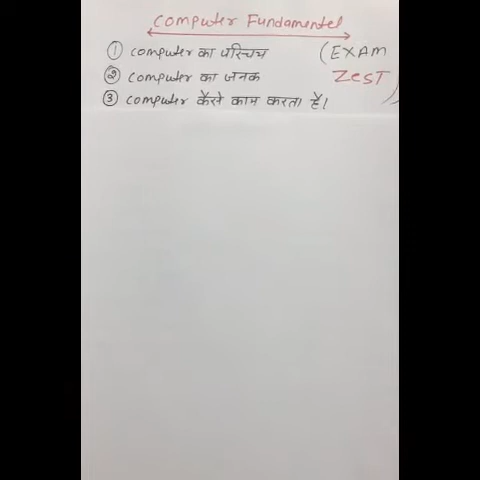 Computer Fundamentel
① Computer का परिचय (EXAM
② Computer का जनक ZEST)
③ Computer कैसे काम करता है।